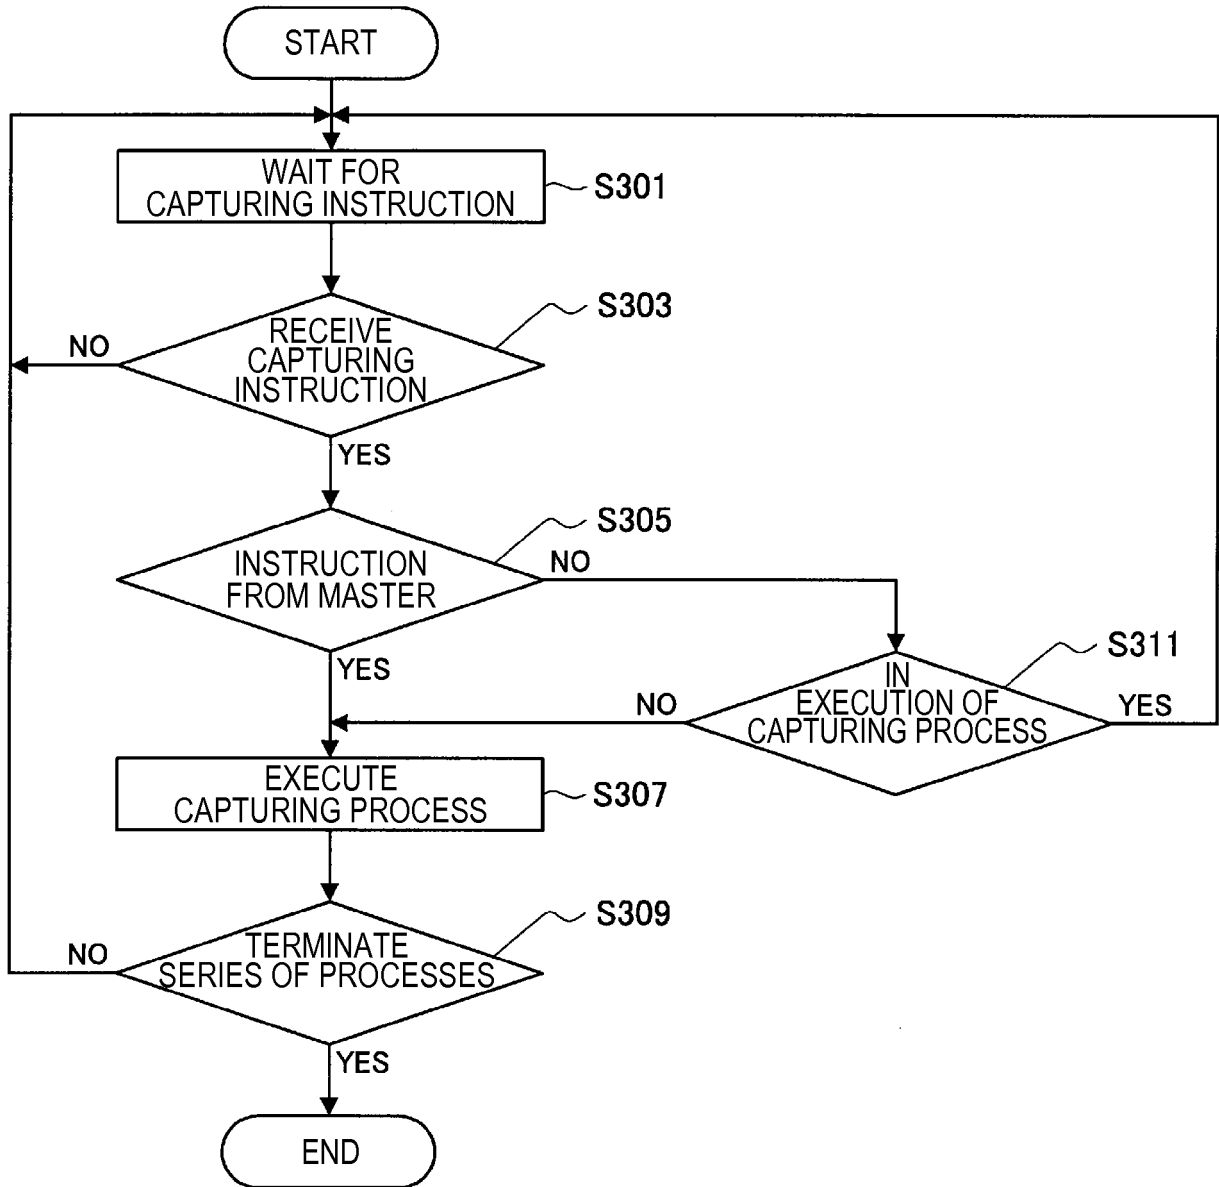 START
WAIT FOR
CAPTURING INSTRUCTION
S301
S303
RECEIVE
CAPTURING
INSTRUCTION
NO
YES
S305
INSTRUCTION
FROM MASTER
NO
YES
S311
IN
EXECUTION OF
CAPTURING PROCESS
NO
YES
EXECUTE
CAPTURING PROCESS
S307
S309
TERMINATE
SERIES OF PROCESSES
NO
YES
END